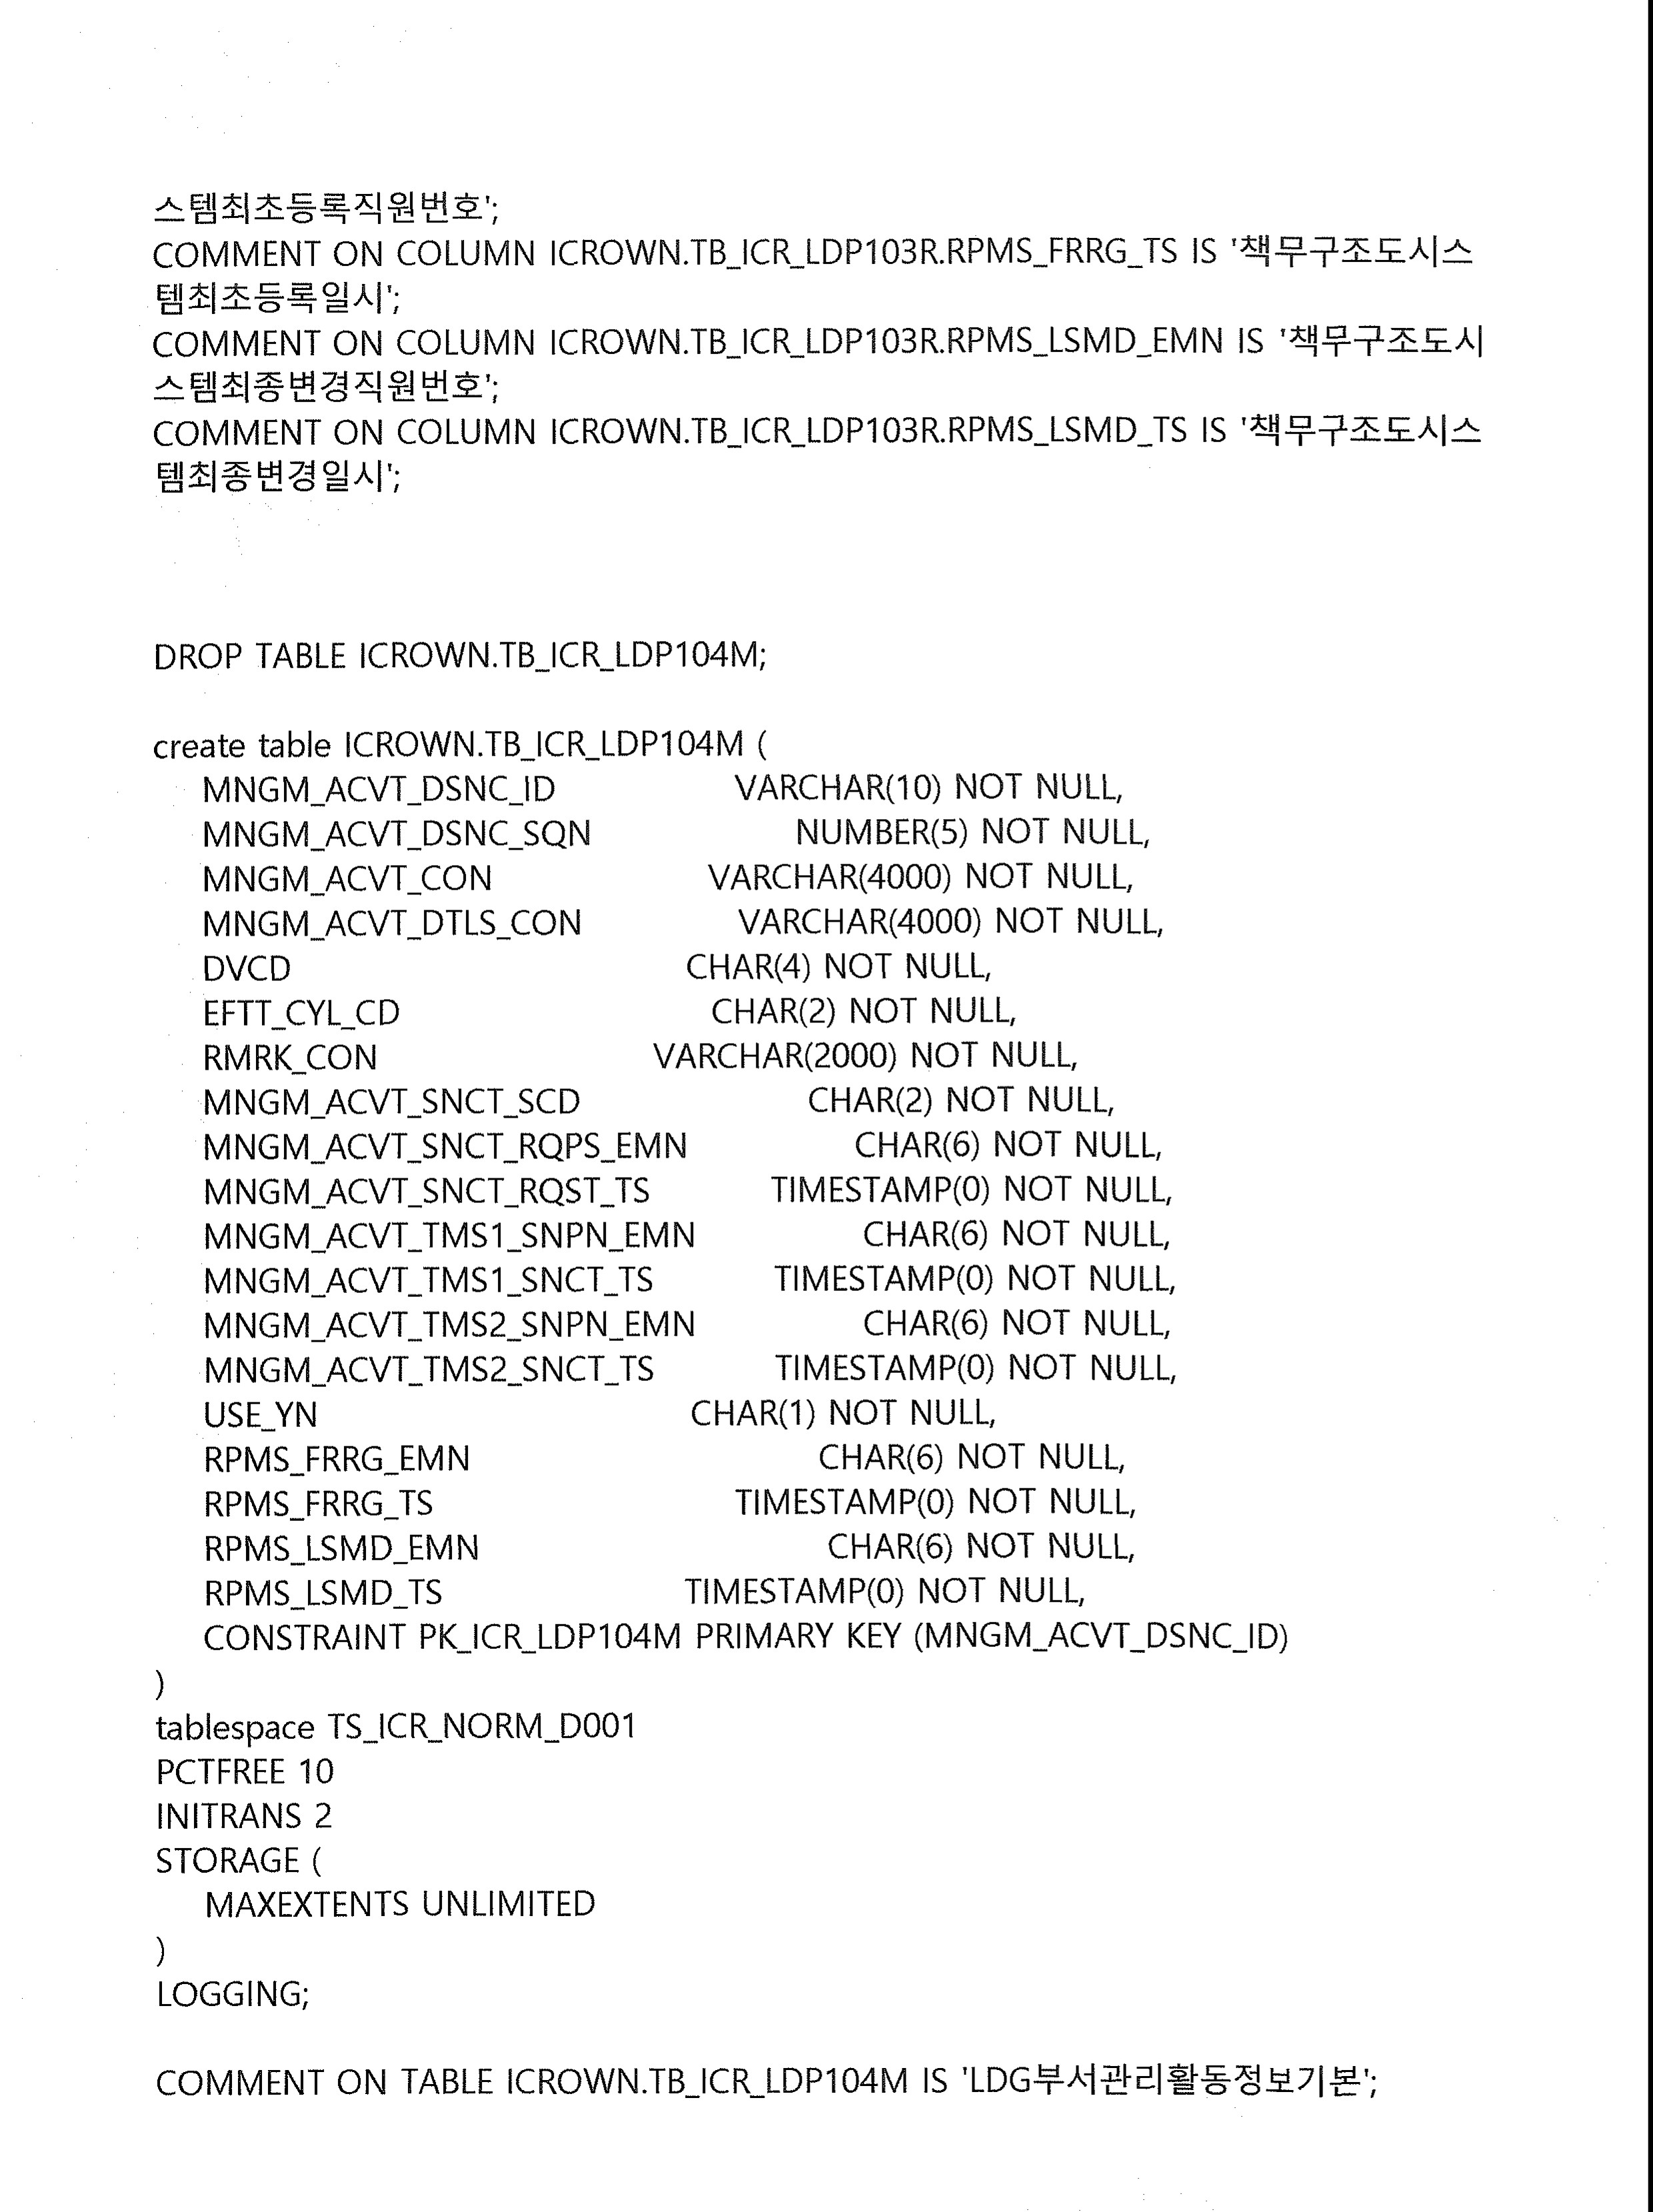 스템최초등록직원번호';
COMMENT ON COLUMN ICROWN.TB_ICR_LDP103R.RPMS_FRRG_TS IS '책무구조도시스
템최초등록일시';
COMMENT ON COLUMN ICROWN.TB_ICR_LDP103R.RPMS_LSMD_EMN IS '책무구조도시
스템최종변경직원번호';
COMMENT ON COLUMN ICROWN.TB_ICR_LDP103R.RPMS_LSMD_TS IS '책무구조도시스
템최종변경일시';
DROP TABLE ICROWN.TB_ICR_LDP104M;
create table ICROWN.TB_ICR_LDP104M (
MNGM_ACVT_DSNC_ID VARCHAR(10) NOT NULL,
MNGM_ACVT_DSNC_SQN NUMBER(5) NOT NULL,
MNGM_ACVT_CON VARCHAR(4000) NOT NULL,
MNGM_ACVT_DTLS_CON VARCHAR(4000) NOT NULL,
DVCD CHAR(4) NOT NULL,
EFTT_CYL_CD CHAR(2) NOT NULL,
RMRK_CON VARCHAR(2000) NOT NULL,
MNGM_ACVT_SNCT_SCD CHAR(2) NOT NULL,
MNGM_ACVT_SNCT_RQPS_EMN CHAR(6) NOT NULL,
MNGM_ACVT_SNCT_RQST_TS TIMESTAMP(0) NOT NULL,
MNGM_ACVT_TMS1_SNPN_EMN CHAR(6) NOT NULL,
MNGM_ACVT_TMS1_SNCT_TS TIMESTAMP(0) NOT NULL,
MNGM_ACVT_TMS2_SNPN_EMN CHAR(6) NOT NULL,
MNGM_ACVT_TMS2_SNCT_TS TIMESTAMP(0) NOT NULL,
USE_YN CHAR(1) NOT NULL,
RPMS_FRRG_EMN CHAR(6) NOT NULL,
RPMS_FRRG_TS TIMESTAMP(0) NOT NULL,
RPMS_LSMD_EMN CHAR(6) NOT NULL,
RPMS_LSMD_TS TIMESTAMP(0) NOT NULL,
CONSTRAINT PK_ICR_LDP104M PRIMARY KEY (MNGM_ACVT_DSNC_ID)
)
tablespace TS_ICR_NORM_D001
PCTFREE 10
INITRANS 2
STORAGE (
MAXEXTENTS UNLIMITED
)
LOGGING;
COMMENT ON TABLE ICROWN.TB_ICR_LDP104M IS 'LDG부서관리활동정보기본';